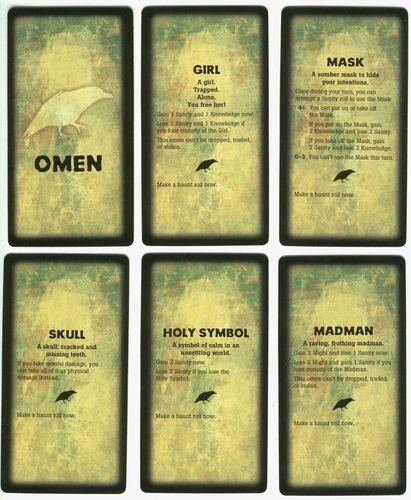 OMEN
GIRL
A girl.
Trapped.
Alone.
You free her!
Gain 1 Sanity and 1 Knowledge now.
Lose 1 Sanity and 1 Knowledge if
you lose custody of the Girl.
This omen can't be dropped, traded,
or stolen.
Make a haunt roll now.
MASK
A somber mask to hide
your intentions.
Once during your turn, you can
attempt a Sanity roll to use the Mask:
4+ You can put on or take off
the Mask.
If you put on the Mask, gain
2 Knowledge and lose 2 Sanity.
If you take off the Mask, gain
2 Sanity and lose 2 Knowledge.
0–3 You can't use the Mask this turn.
Make a haunt roll now.
SKULL
A skull, cracked and
missing teeth.
If you take mental damage, you
can take all of it as physical
damage instead.
Make a haunt roll now.
HOLY SYMBOL
A symbol of calm in an
unsettling world.
Gain 2 Sanity now.
Lose 2 Sanity if you lose the
Holy Symbol.
Make a haunt roll now.
MADMAN
A raving, frothing madman.
Gain 2 Might and lose 1 Sanity now.
Lose 2 Might and gain 1 Sanity if you
lose custody of the Madman.
This omen can't be dropped, traded,
or stolen.
Make a haunt roll now.